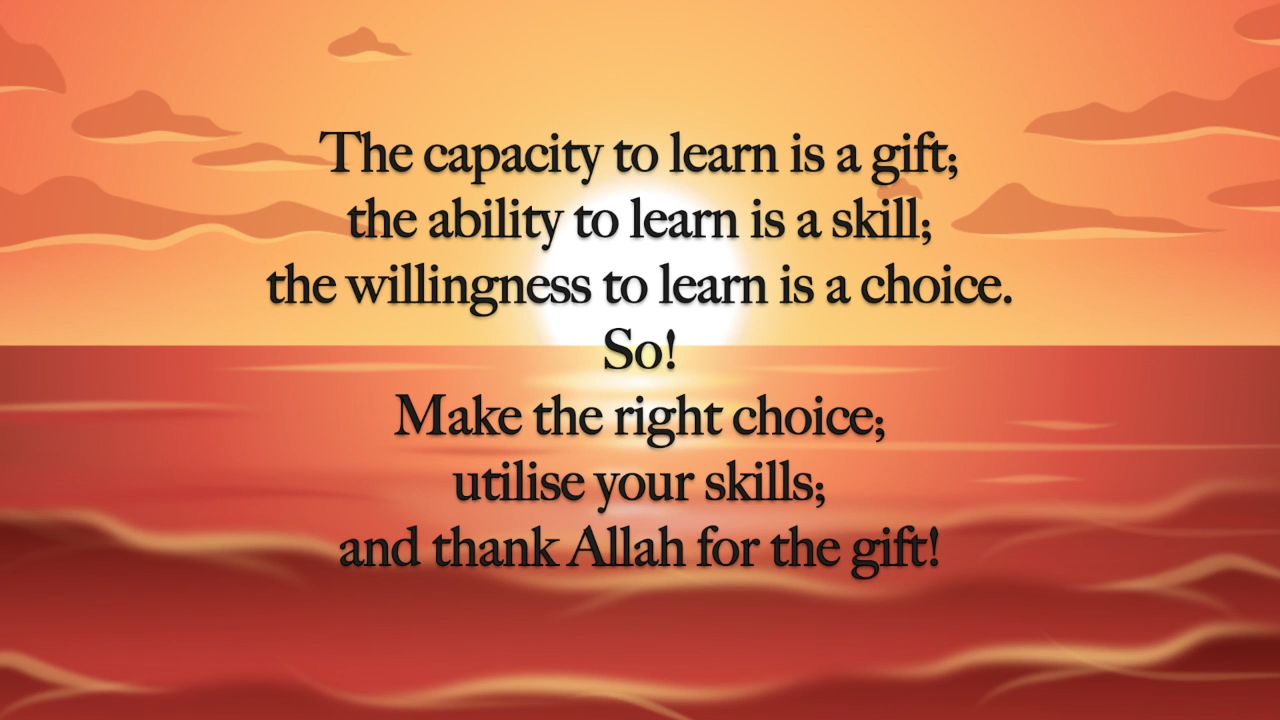 The capacity to learn is a gift;
the ability to learn is a skill;
the willingness to learn is a choice.
So!
Make the right choice;
utilise your skills;
and thank Allah for the gift!